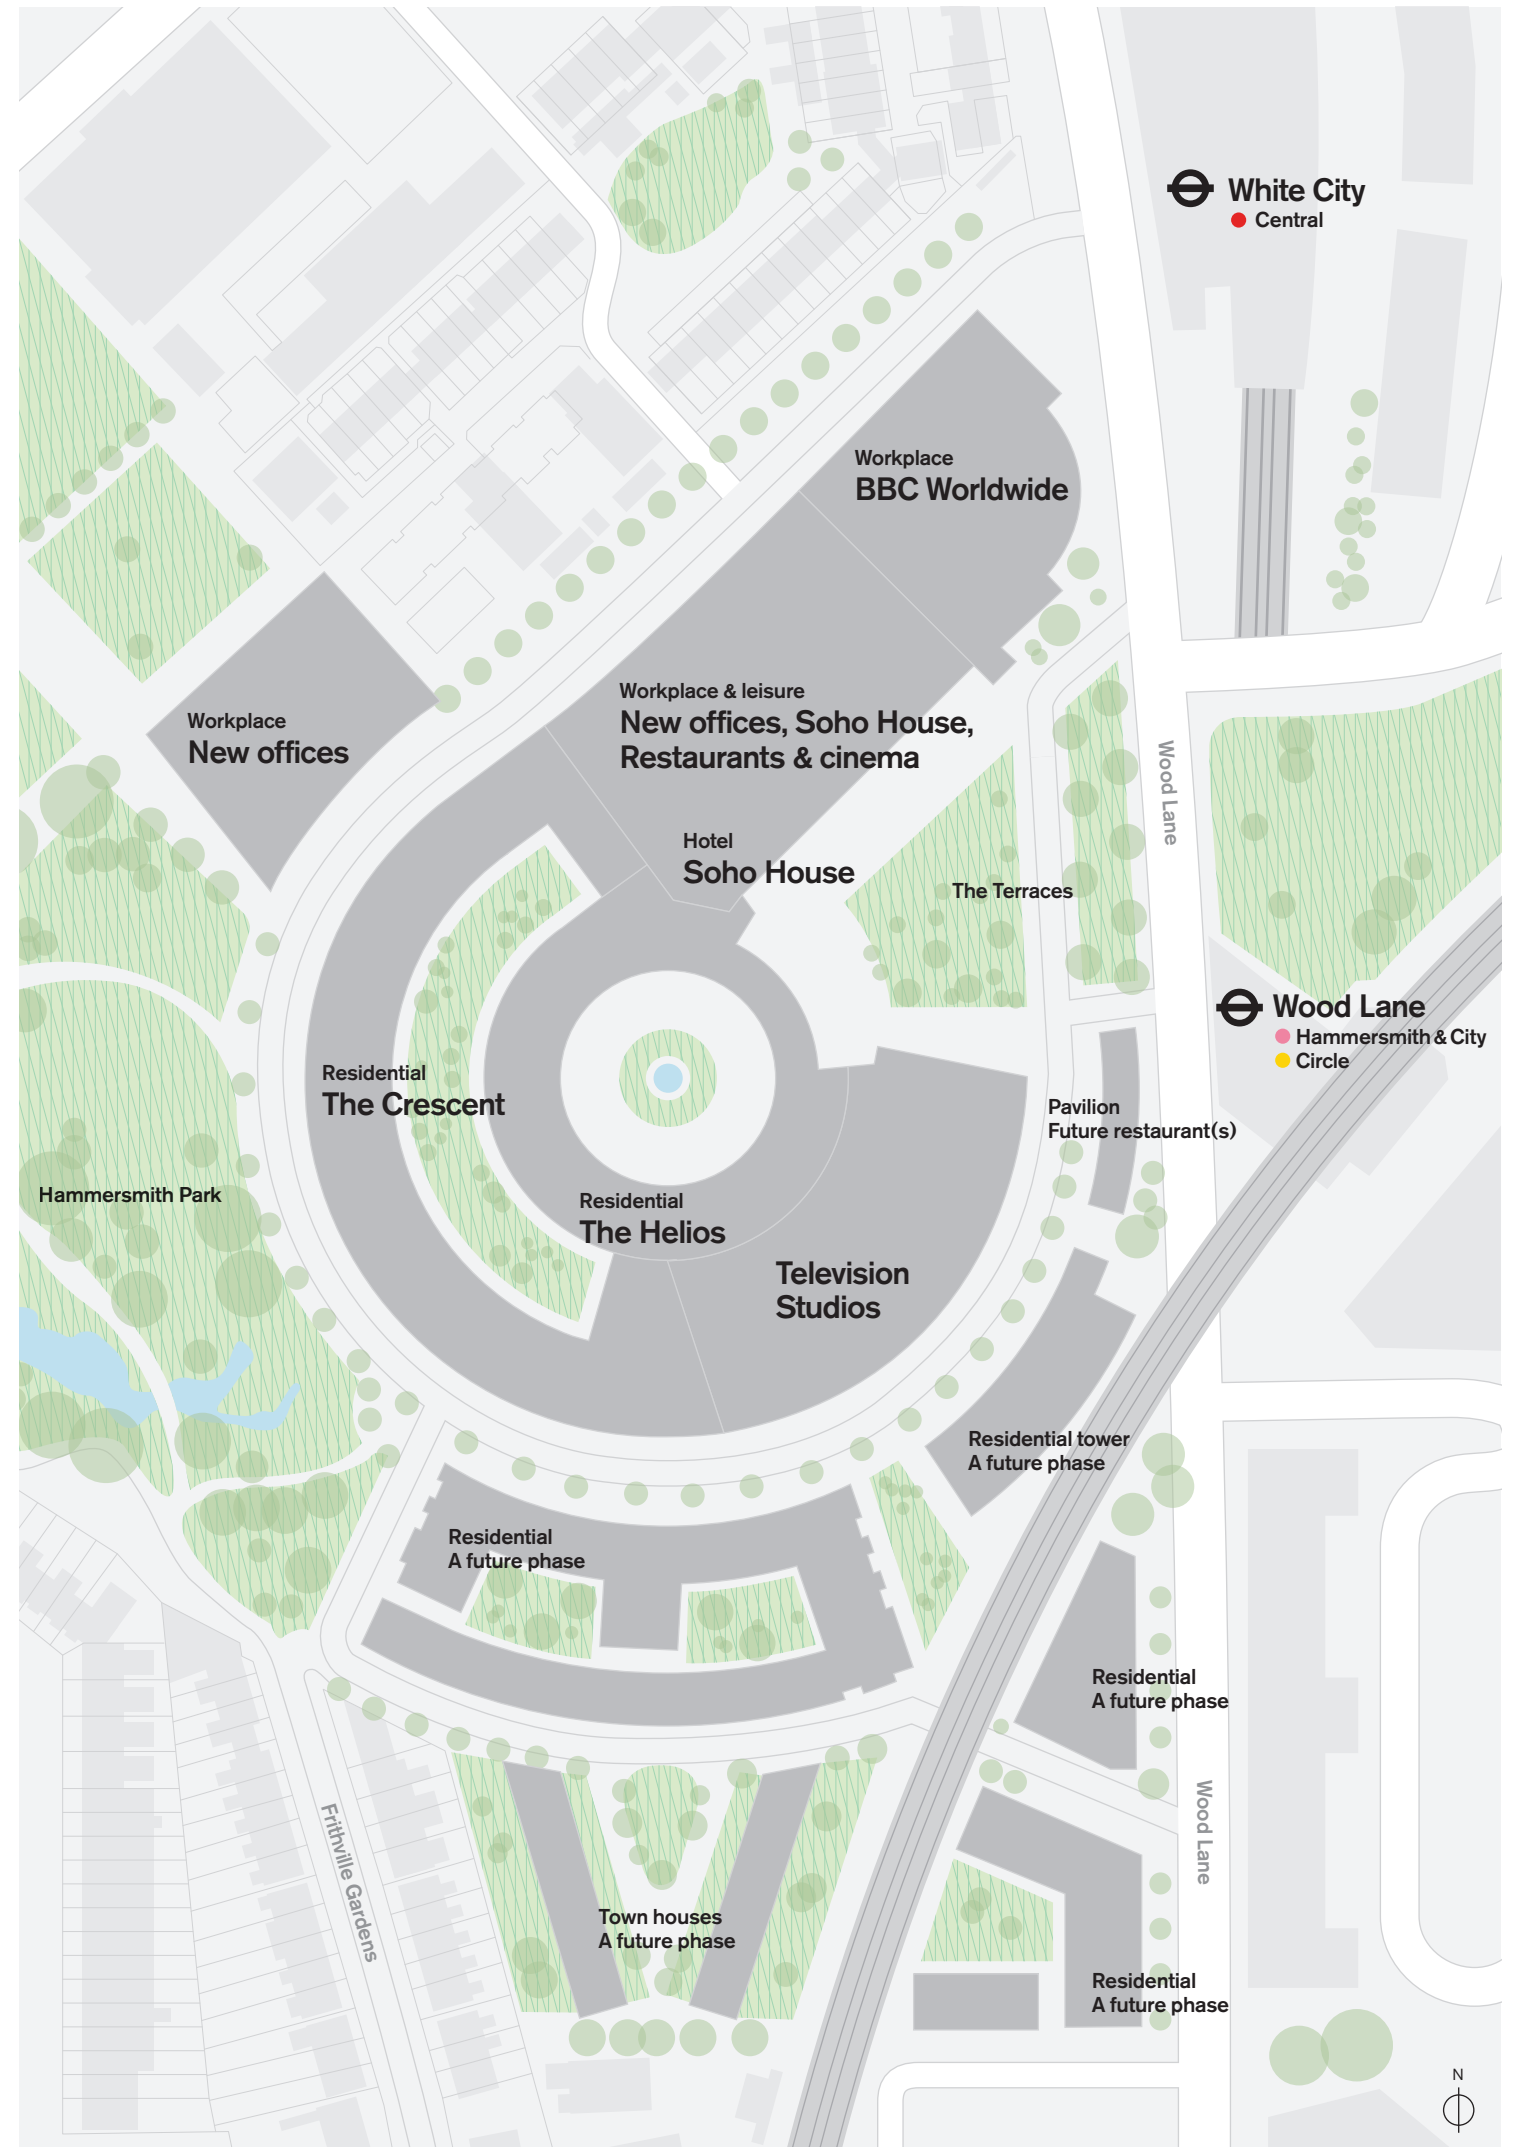 White City
Central
Workplace
BBC Worldwide
Workplace & leisure
New offices, Soho House,
Restaurants & cinema
Workplace
New offices
Wood Lane
Hotel
Soho House
The Terraces
Wood Lane
Hammersmith & City
Circle
Residential
The Crescent
Pavilion
Future restaurant(s)
Hammersmith Park
Residential
The Helios
Television
Studios
Residential tower
A future phase
Residential
A future phase
Residential
A future phase
Wood Lane
Frithville Gardens
Town houses
A future phase
Residential
A future phase
N